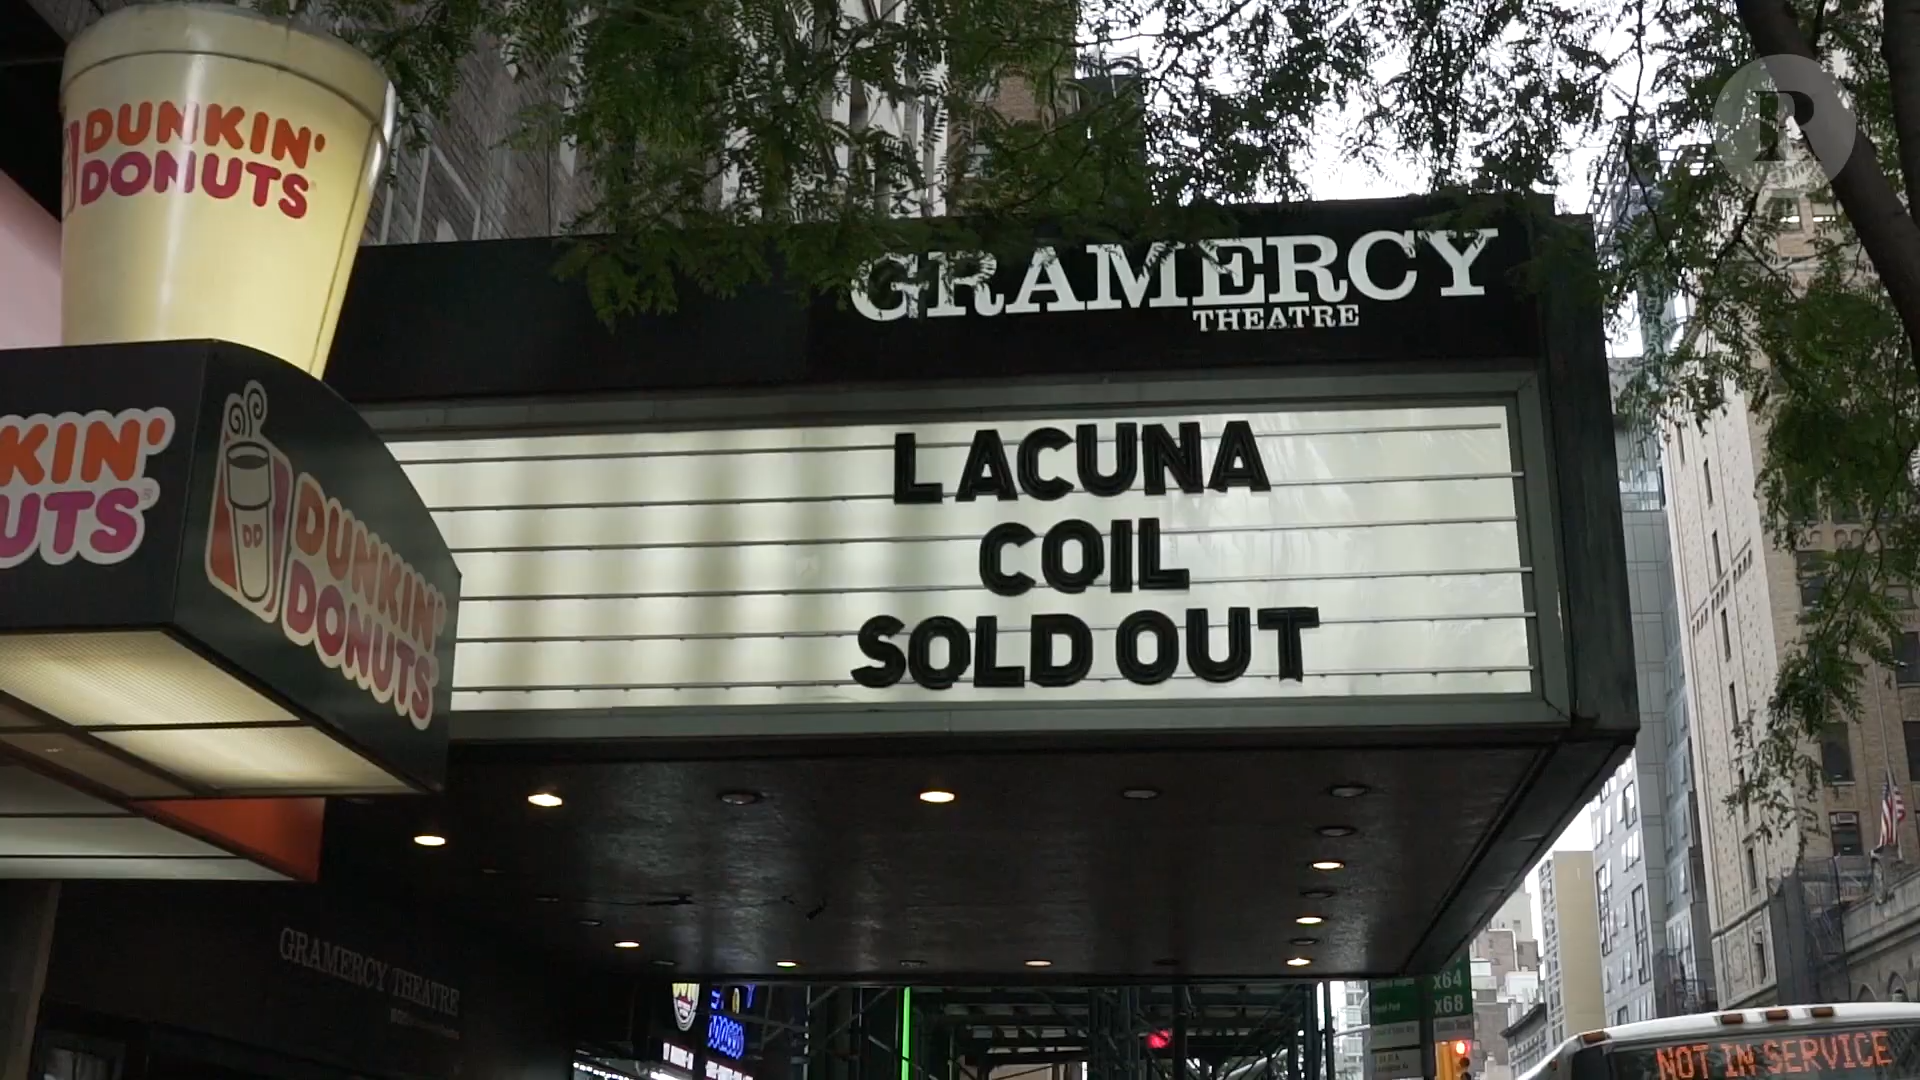 DUNKIN'
DONUTS
R
GRAMERCY
THEATRE
LACUNA
COIL
SOLD OUT
KIN'
UTS
DD
DUNKIN'
DONUTS
GRAMERCY THEATRE
X64
X68
NOT IN SERVICE